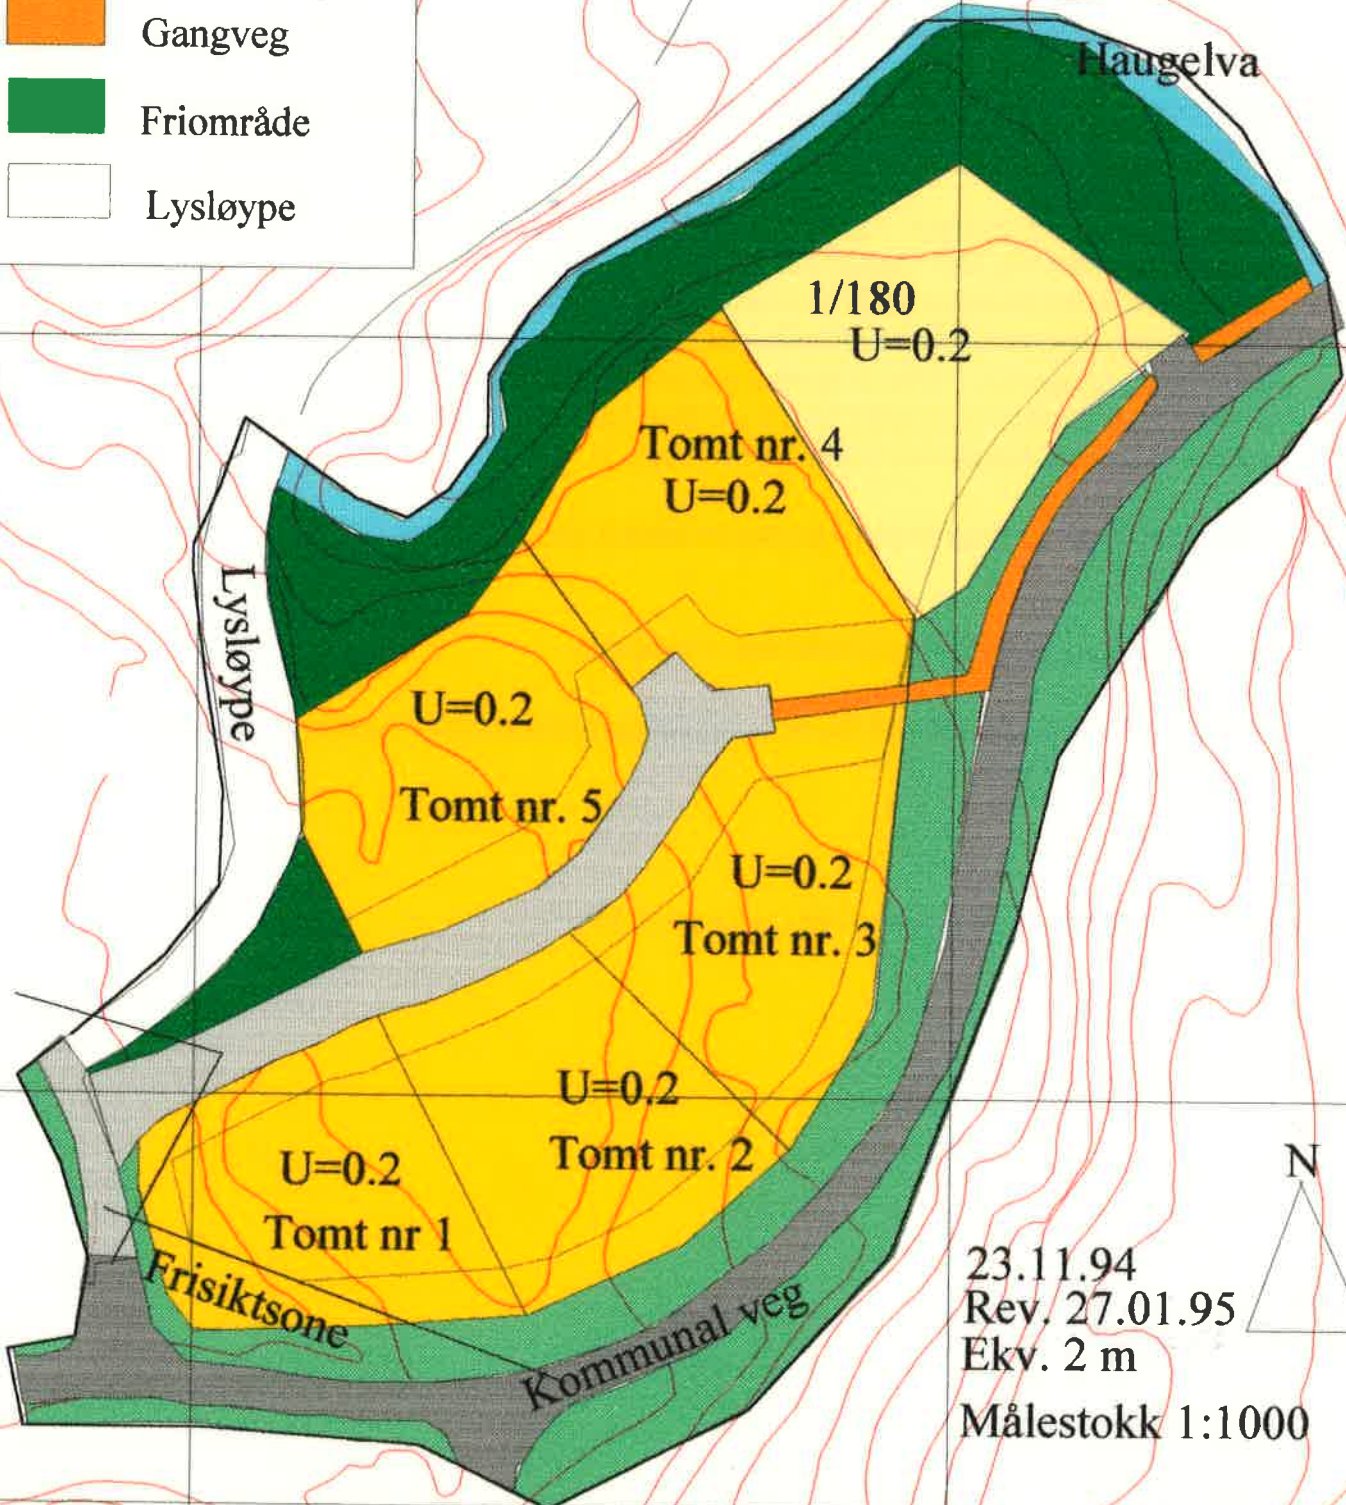 Gangveg
Friområde
Lysløype
Haugelva
1/180
U=0.2
Tomt nr. 4
U=0.2
Lysløype
U=0.2
Tomt nr. 5
U=0.2
Tomt nr. 3
U=0.2
Tomt nr. 2
U=0.2
Tomt nr 1
Frisiktsone
Kommunal veg
N
23.11.94
Rev. 27.01.95
Ekv. 2 m
Målestokk 1:1000